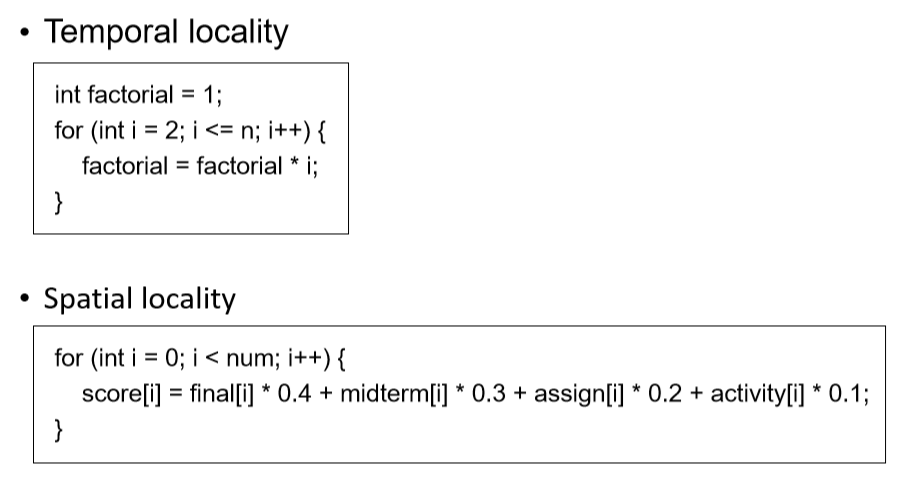 • Temporal locality
int factorial = 1;
for (int i = 2; i <= n; i++) {
factorial = factorial * i;
}
• Spatial locality
for (int i = 0; i < num; i++) {
score[i] = final[i] * 0.4 + midterm[i] * 0.3 + assign[i] * 0.2 + activity[i] * 0.1;
}